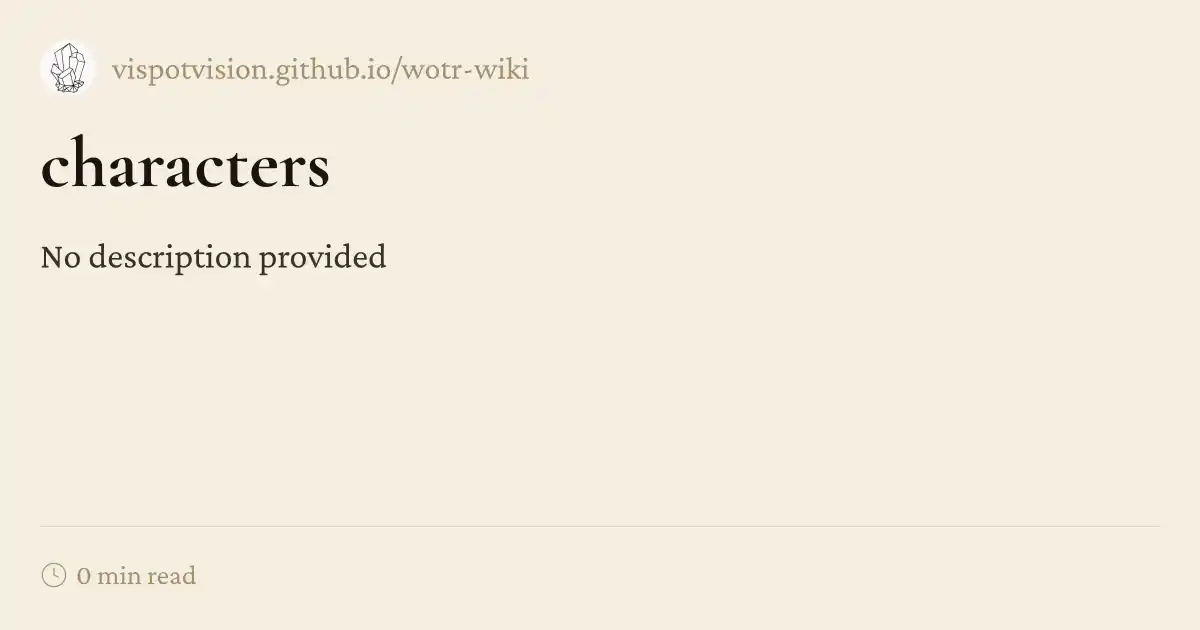 vispotvision.github.io/wotr-wiki
characters
No description provided
0 min read